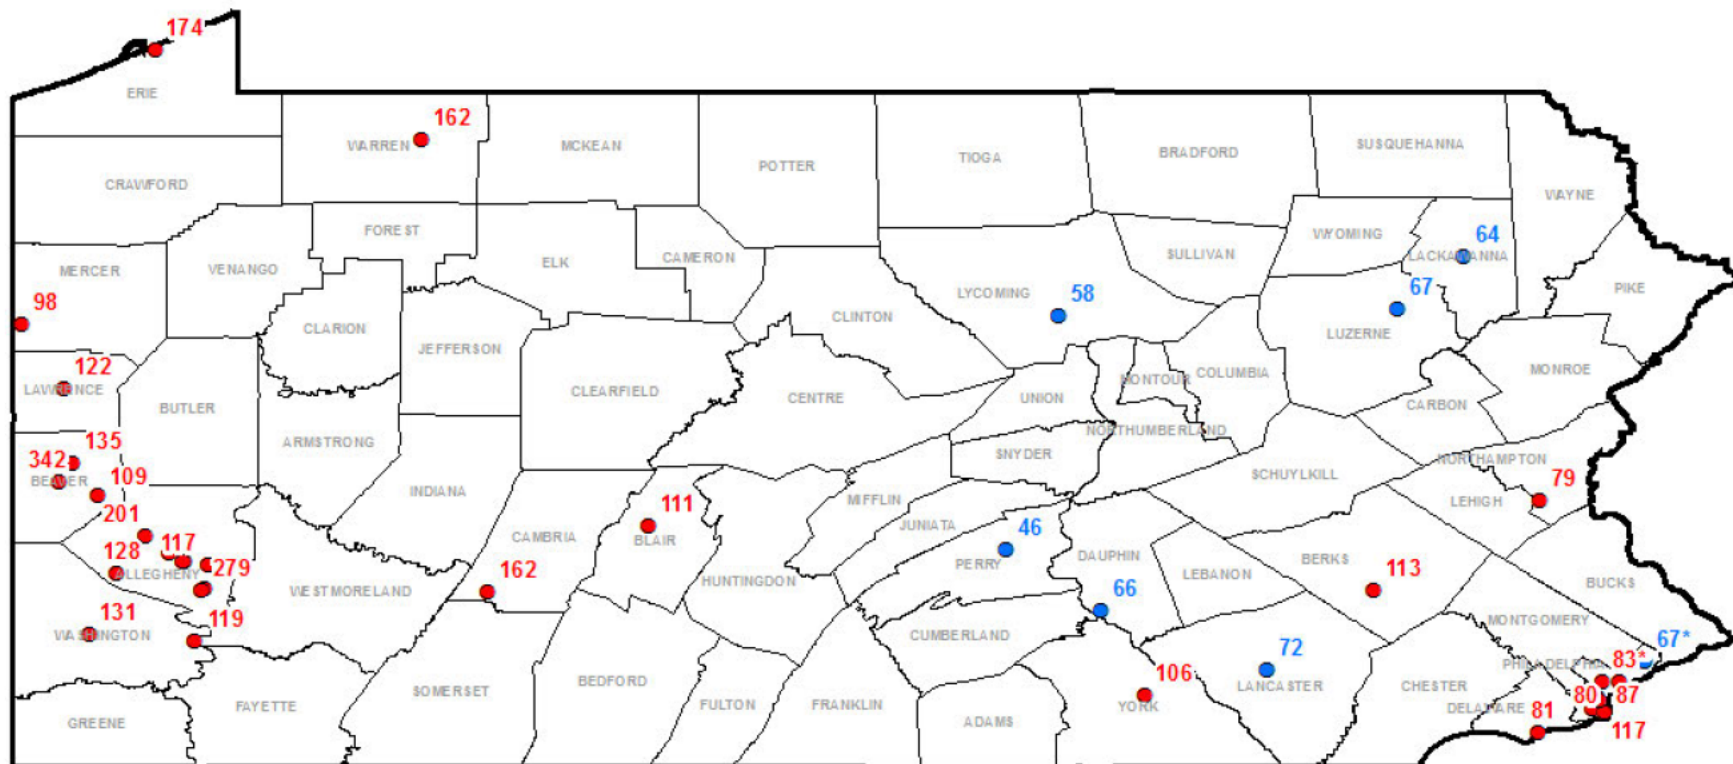 174
ERIE
162
WARREN
MCKEAN
POTTER
TIOGA
BRADFORD
SUSQUEHANNA
CRAWFORD
WAYNE
FOREST
64
WYOMING
LACKAWANNA
MERCER
VENANGO
ELK
CAMERON
SULLIVAN
98
LYCOMING
58
67
PIKE
CLARION
CLINTON
LUZERNE
JEFFERSON
122
LAWRENCE
CLEARFIELD
CENTRE
UNION
MONTOUR
COLUMBIA
MONROE
BUTLER
CARBON
135
ARMSTRONG
NORTHUMBERLAND
342
BEAVER
109
SNYDER
NORTHAMPTON
INDIANA
MIFFLIN
SCHUYLKILL
79
LEHIGH
201
111
JUNIATA
46
CAMBRIA
BLAIR
128
117
ALLEGHENY
279
PERRY
DAUPHIN
BERKS
LEBANON
HUNTINGDON
BUCKS
WESTMORELAND
162
113
66
131
WASHINGTON
119
CUMBERLAND
MONTGOMERY
72
67*
PHILADELPHIA
83*
106
SOMERSET
BEDFORD
LANCASTER
CHESTER
FULTON
FRANKLIN
YORK
DELAWARE
80
87
FAYETTE
GREENE
ADAMS
81
117